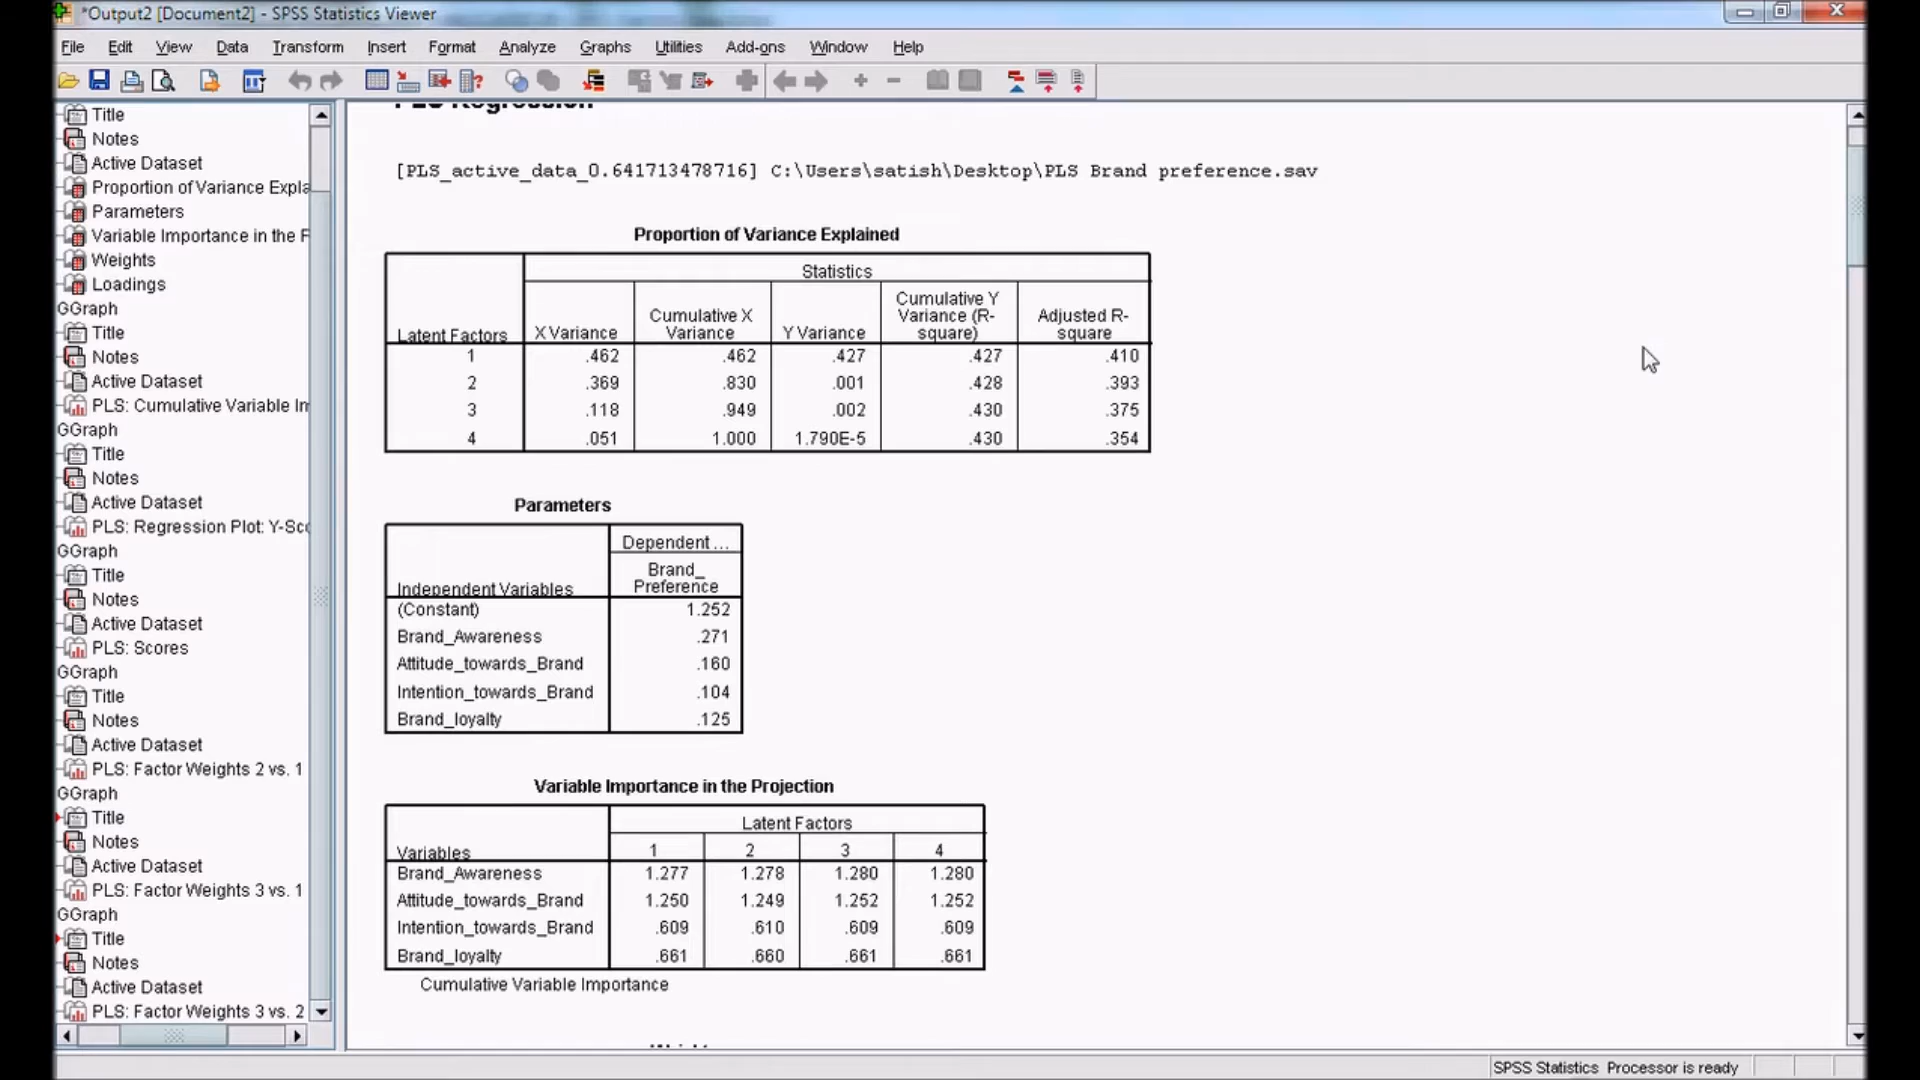 *Output2 [Document2] - SPSS Statistics Viewer
File Edit View Data Transform Insert Format Analyze Graphs Utilities Add-ons Window Help
Title
Notes
Active Dataset
Proportion of Variance Expla
Parameters
Variable Importance in the F
Weights
Loadings
GGraph
Title
Notes
Active Dataset
PLS: Cumulative Variable Im
GGraph
Title
Notes
Active Dataset
PLS: Regression Plot: Y-Sco
GGraph
Title
Notes
Active Dataset
PLS: Scores
GGraph
Title
Notes
Active Dataset
PLS: Factor Weights 2 vs. 1
GGraph
Title
Notes
Active Dataset
PLS: Factor Weights 3 vs. 1
GGraph
Title
Notes
Active Dataset
PLS: Factor Weights 3 vs. 2
PLS Regression
[PLS_active_data_0.641713478716] C:\Users\satish\Desktop\PLS Brand preference.sav
Proportion of Variance Explained
Statistics
Latent Factors X Variance Cumulative X Variance Y Variance Cumulative Y Variance (R-square) Adjusted R-square
1 .462 .462 .427 .427 .410
2 .369 .830 .001 .428 .393
3 .118 .949 .002 .430 .375
4 .051 1.000 1.790E-5 .430 .354
Parameters
Dependent ...
Independent Variables Brand_Preference
(Constant) 1.252
Brand_Awareness .271
Attitude_towards_Brand .160
Intention_towards_Brand .104
Brand_loyalty .125
Variable Importance in the Projection
Latent Factors
Variables 1 2 3 4
Brand_Awareness 1.277 1.278 1.280 1.280
Attitude_towards_Brand 1.250 1.249 1.252 1.252
Intention_towards_Brand .609 .610 .609 .609
Brand_loyalty .661 .660 .661 .661
Cumulative Variable Importance
SPSS Statistics Processor is ready